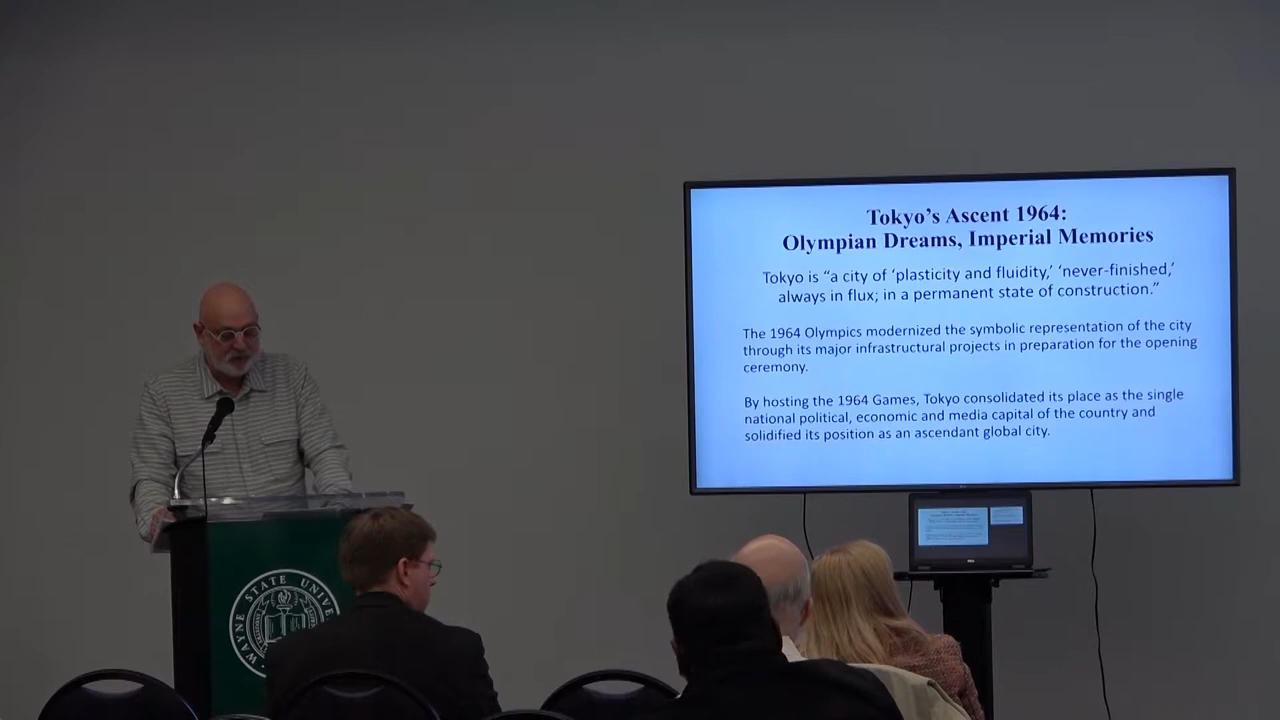 Tokyo's Ascent 1964:
Olympian Dreams, Imperial Memories
Tokyo is “a city of ‘plasticity and fluidity,’ ‘never-finished,’
always in flux; in a permanent state of construction.”
The 1964 Olympics modernized the symbolic representation of the city
through its major infrastructural projects in preparation for the opening
ceremony.
By hosting the 1964 Games, Tokyo consolidated its place as the single
national political, economic and media capital of the country and
solidified its position as an ascendant global city.
WAYNE STATE UNIVER